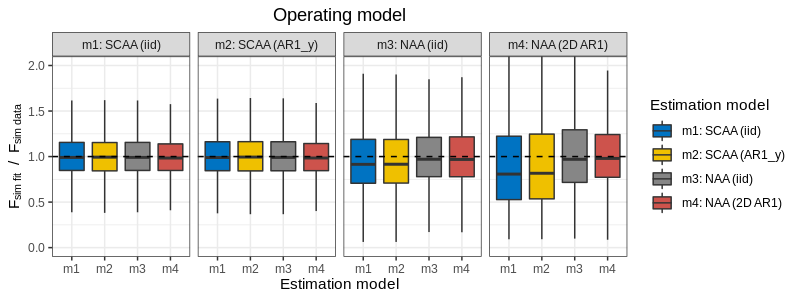 Operating model
m1: SCAA (iid)
m2: SCAA (AR1_y)
m3: NAA (iid)
m4: NAA (2D AR1)
F sim fit / F sim data
2.0
1.5
1.0
0.5
0.0
m1 m2 m3 m4
m1 m2 m3 m4
m1 m2 m3 m4
m1 m2 m3 m4
Estimation model
Estimation model
m1: SCAA (iid)
m2: SCAA (AR1_y)
m3: NAA (iid)
m4: NAA (2D AR1)